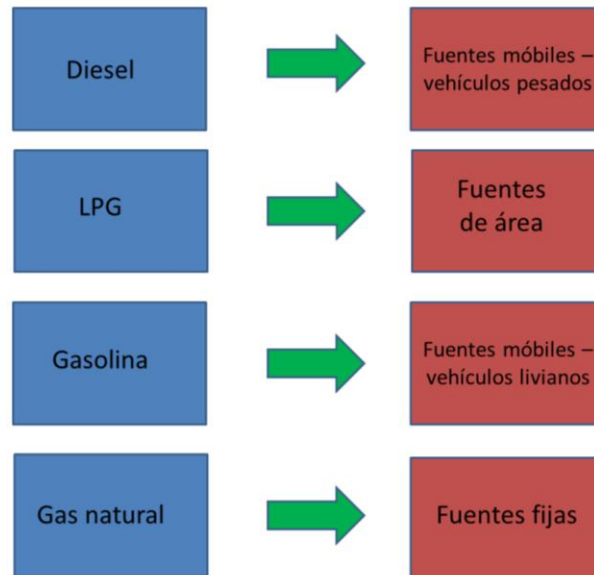 Diesel
Fuentes móbiles –
vehículos pesados
LPG
Fuentes
de área
Gasolina
Fuentes móbiles –
vehículos livianos
Gas natural
Fuentes fijas